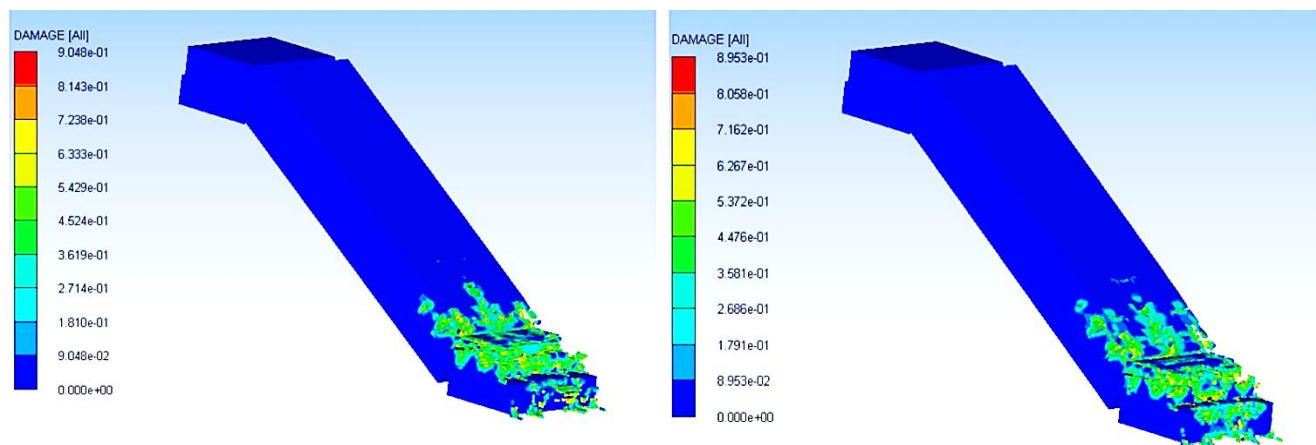 DAMAGE [All]
9.048e-01
8.143e-01
7.238e-01
6.333e-01
5.429e-01
4.524e-01
3.619e-01
2.714e-01
1.810e-01
9.048e-02
0.000e+00
DAMAGE [All]
8.953e-01
8.058e-01
7.162e-01
6.267e-01
5.372e-01
4.476e-01
3.581e-01
2.686e-01
1.791e-01
8.953e-02
0.000e+00